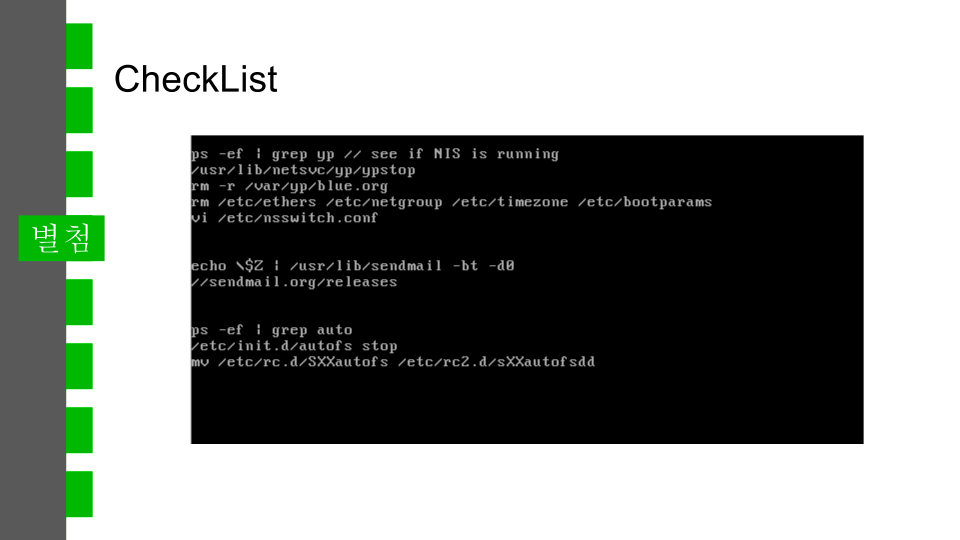 CheckList
ps -ef | grep yp // see if NIS is running
/usr/lib/netsvc/yp/ypstop
rm -r /var/yp/blue.org
rm /etc/ethers /etc/netgroup /etc/timezone /etc/bootparams
vi /etc/nsswitch.conf
별첨
echo \$Z | /usr/lib/sendmail -bt -d0
//sendmail.org/releases
ps -ef | grep auto
/etc/init.d/autofs stop
mv /etc/rc.d/SXXautofs /etc/rc2.d/sXXautofsdd